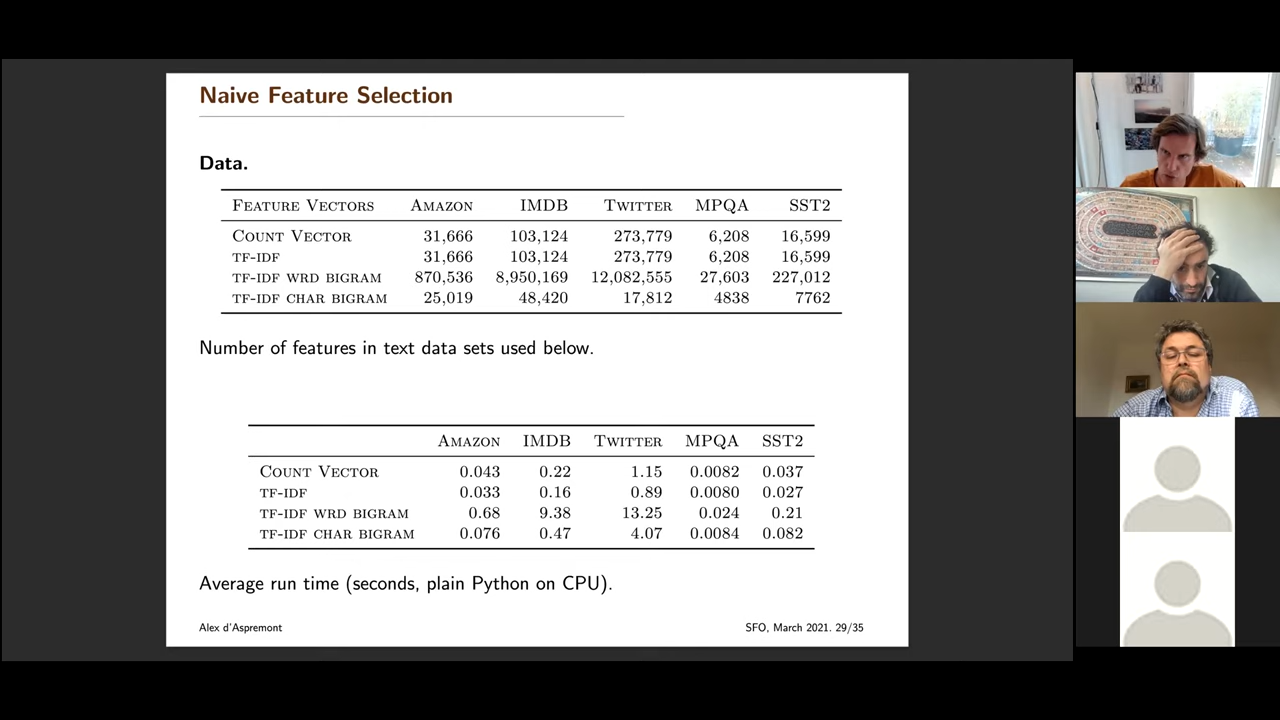 Naive Feature Selection
Data.
FEATURE VECTORS AMAZON IMDB TWITTER MPQA SST2
COUNT VECTOR 31,666 103,124 273,779 6,208 16,599
TF-IDF 31,666 103,124 273,779 6,208 16,599
TF-IDF WRD BIGRAM 870,536 8,950,169 12,082,555 27,603 227,012
TF-IDF CHAR BIGRAM 25,019 48,420 17,812 4838 7762
Number of features in text data sets used below.
AMAZON IMDB TWITTER MPQA SST2
COUNT VECTOR 0.043 0.22 1.15 0.0082 0.037
TF-IDF 0.033 0.16 0.89 0.0080 0.027
TF-IDF WRD BIGRAM 0.68 9.38 13.25 0.024 0.21
TF-IDF CHAR BIGRAM 0.076 0.47 4.07 0.0084 0.082
Average run time (seconds, plain Python on CPU).
Alex d'Aspremont SFO, March 2021. 29/35